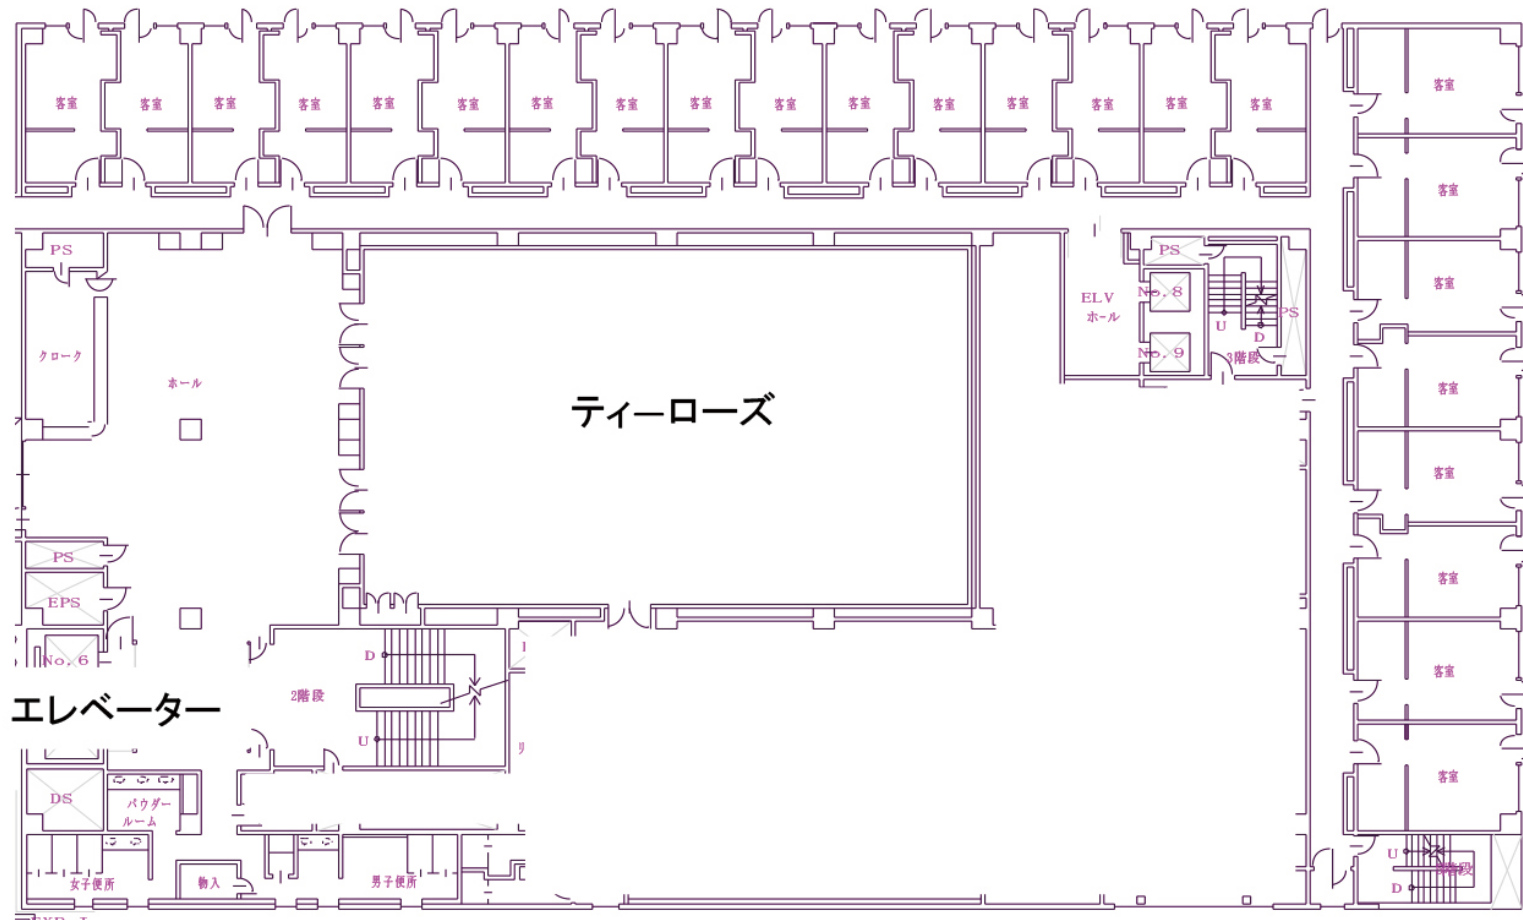 客室 客室 客室 客室 客室 客室 客室 客室 客室 客室 客室 客室 客室 客室 客室 客室
客室
客室
客室
客室
客室
客室
客室
客室
PS
クローク
ホール
ティーローズ
ELV
ホール
PS
No.8
No.9
U
D
3階段
PS
PS
EPS
No.6
エレベーター
2階段
D
U
DS
パウダー
ルーム
女子便所
物入
男子便所
U
D
階段